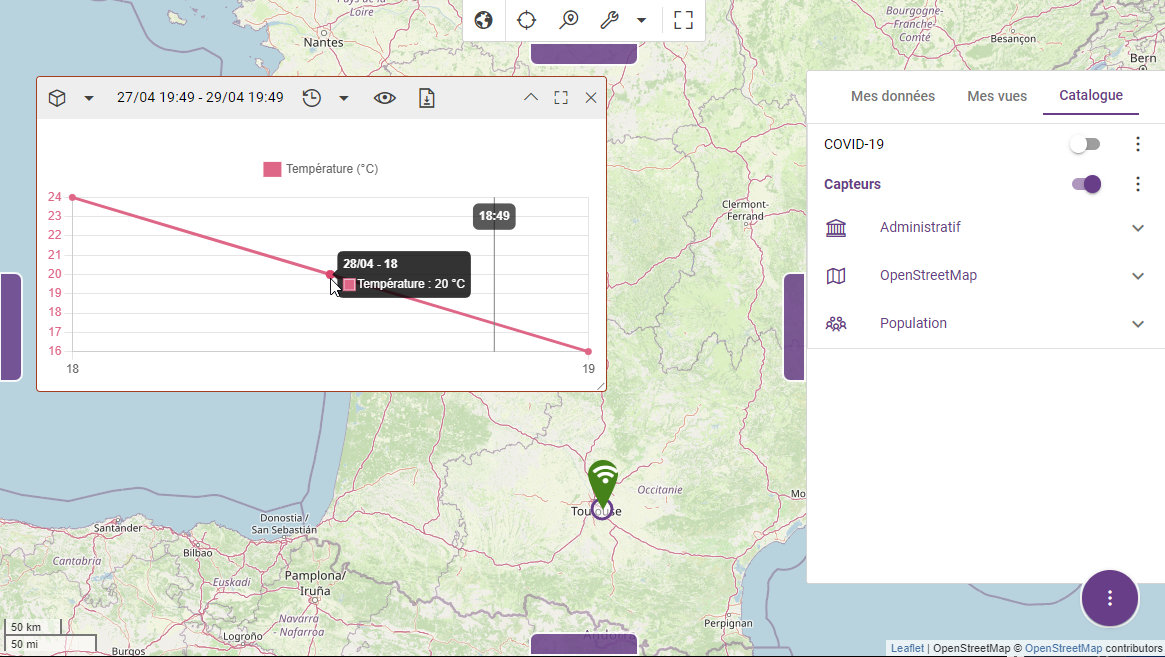 Pays de la
Loire
Nantes
Bourgogne-
Franche-
Comté
Besançon
Bern
27/04 19:49 - 29/04 19:49
Température (°C)
24
23
22
21
20
19
18
17
16
18
19
18:49
28/04 - 18
Température : 20 °C
Mes données
Mes vues
Catalogue
COVID-19
Capteurs
Administratif
OpenStreetMap
Population
Clermont-
Ferrand
Occitanie
Toulouse
Mo
Donostia /
San Sebastián
Santander
Bilbao
Cantabria
Euskadi
Pamplona/
Iruña
Navarra
- Nafarroa
Logroño
Burgos
Perpignan
Andorra
50 km
50 mi
Leaflet | OpenStreetMap © OpenStreetMap contributors